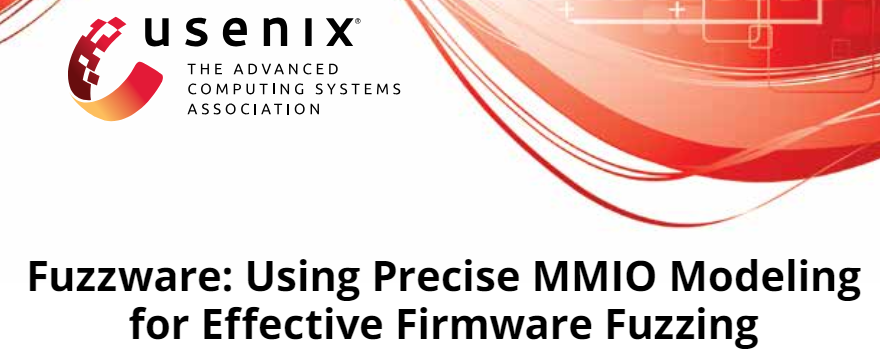 usenix®
THE ADVANCED
COMPUTING SYSTEMS
ASSOCIATION
Fuzzware: Using Precise MMIO Modeling
for Effective Firmware Fuzzing